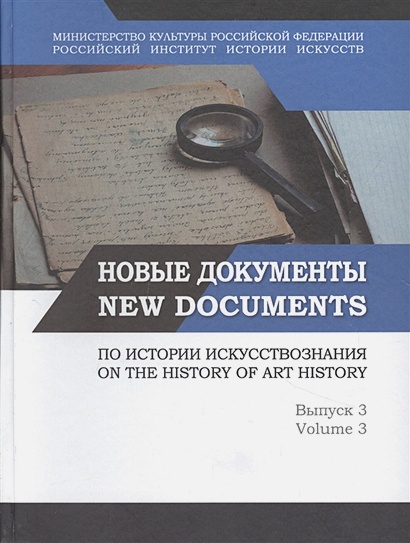 МИНИСТЕРСТВО КУЛЬТУРЫ РОССИЙСКОЙ ФЕДЕРАЦИИ
РОССИЙСКИЙ ИНСТИТУТ ИСТОРИИ ИСКУССТВ
НОВЫЕ ДОКУМЕНТЫ
NEW DOCUMENTS
ПО ИСТОРИИ ИСКУССТВОЗНАНИЯ
ON THE HISTORY OF ART HISTORY
Выпуск 3
Volume 3